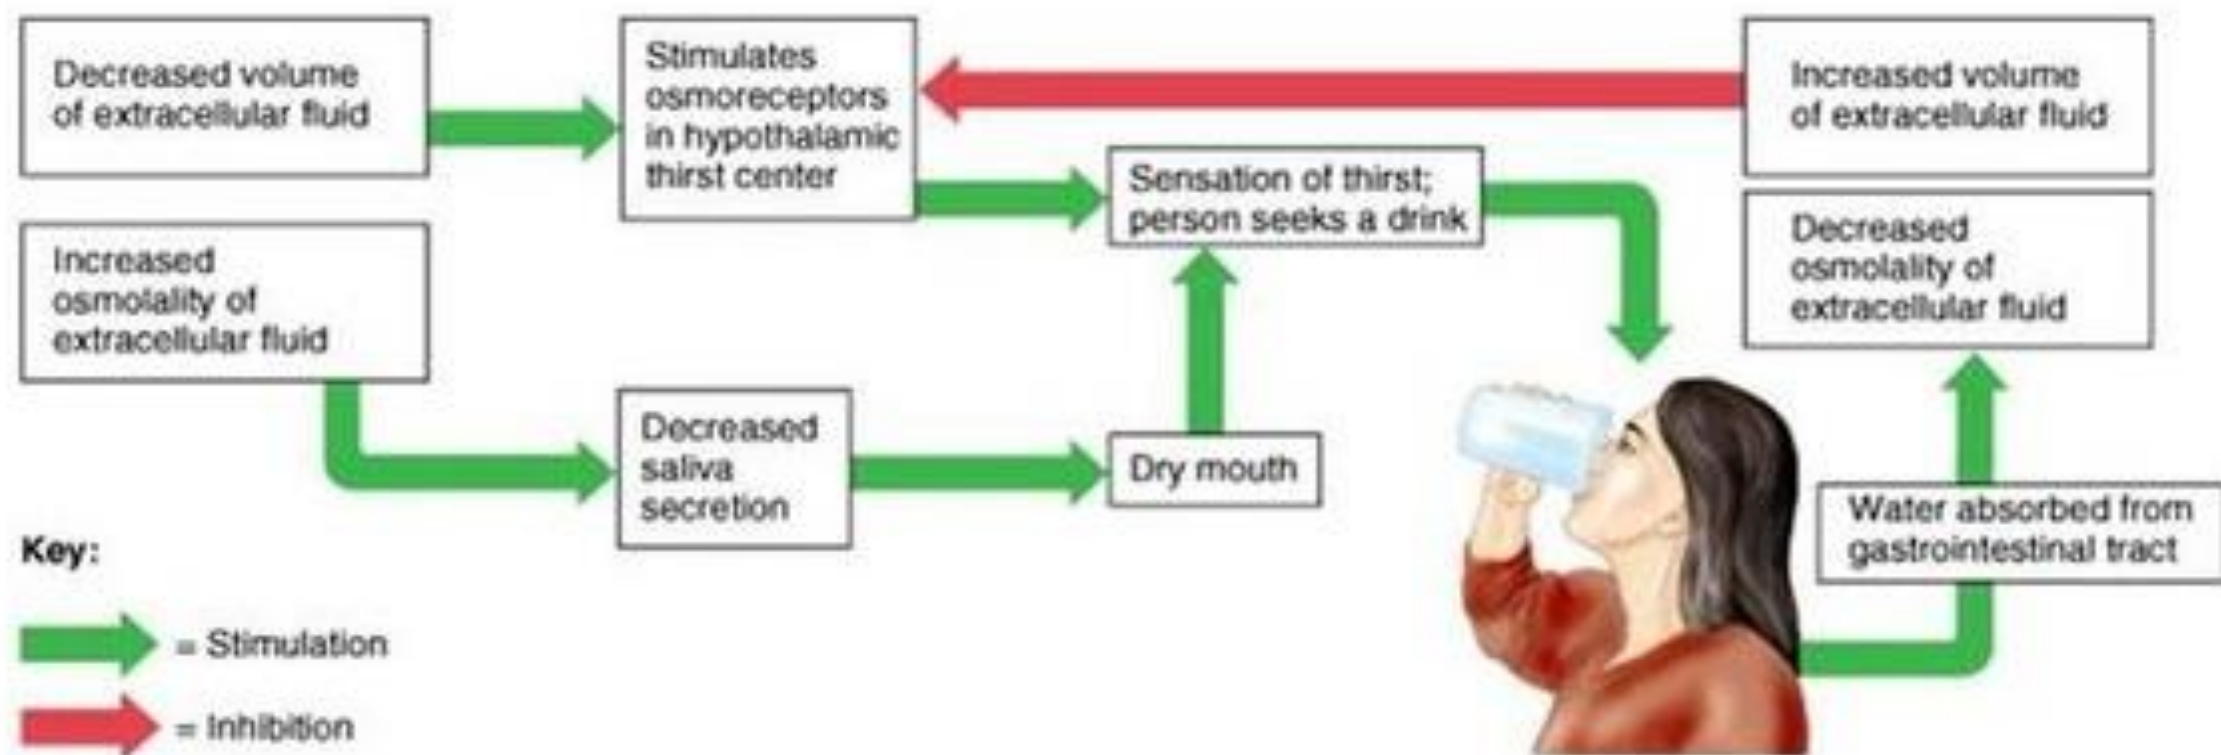 Decreased volume
of extracellular fluid
Stimulates
osmoreceptors
in hypothalamic
thirst center
Increased volume
of extracellular fluid
Sensation of thirst;
person seeks a drink
Increased
osmolality of
extracellular fluid
Decreased
osmolality of
extracellular fluid
Decreased
saliva
secretion
Dry mouth
Water absorbed from
gastrointestinal tract
Key:
= Stimulation
= Inhibition